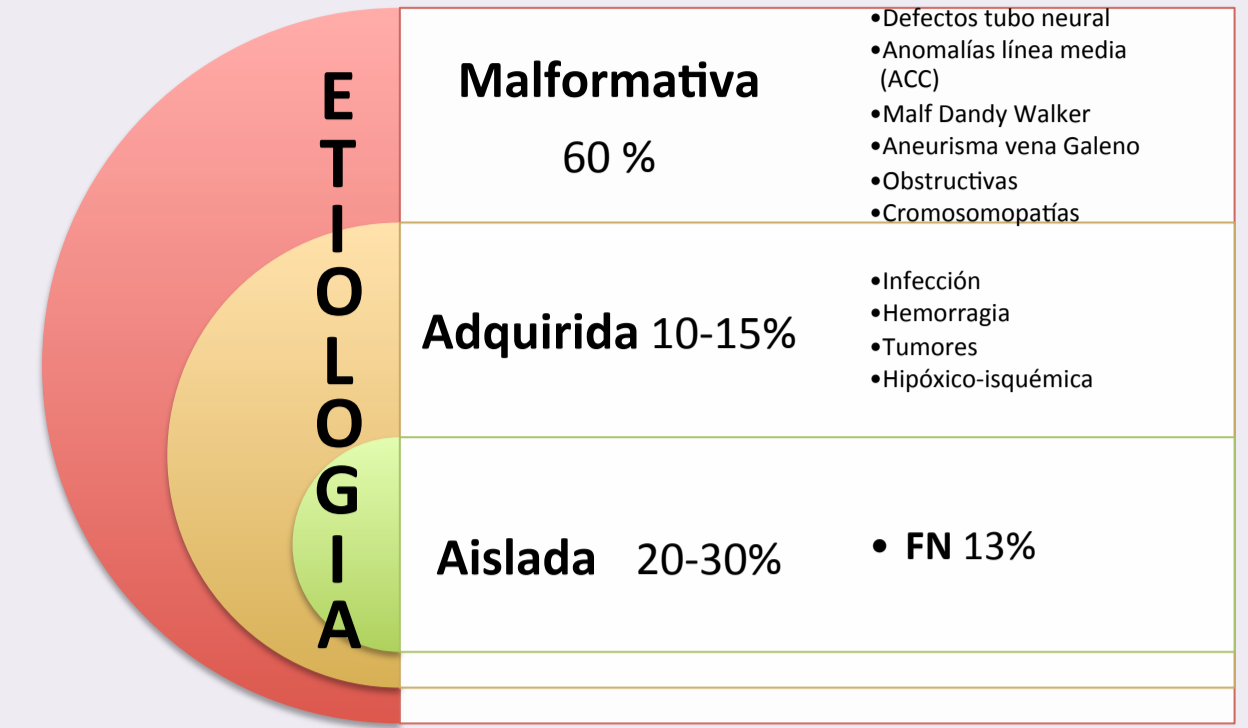 ETIOLOGIA
Malformativa
60 %
•Defectos tubo neural
•Anomalías línea media
(ACC)
•Malf Dandy Walker
•Aneurisma vena Galeno
•Obstructivas
•Cromosomopatías
Adquirida 10-15%
•Infección
•Hemorragia
•Tumores
•Hipóxico-isquémica
Aislada 20-30%
• FN 13%